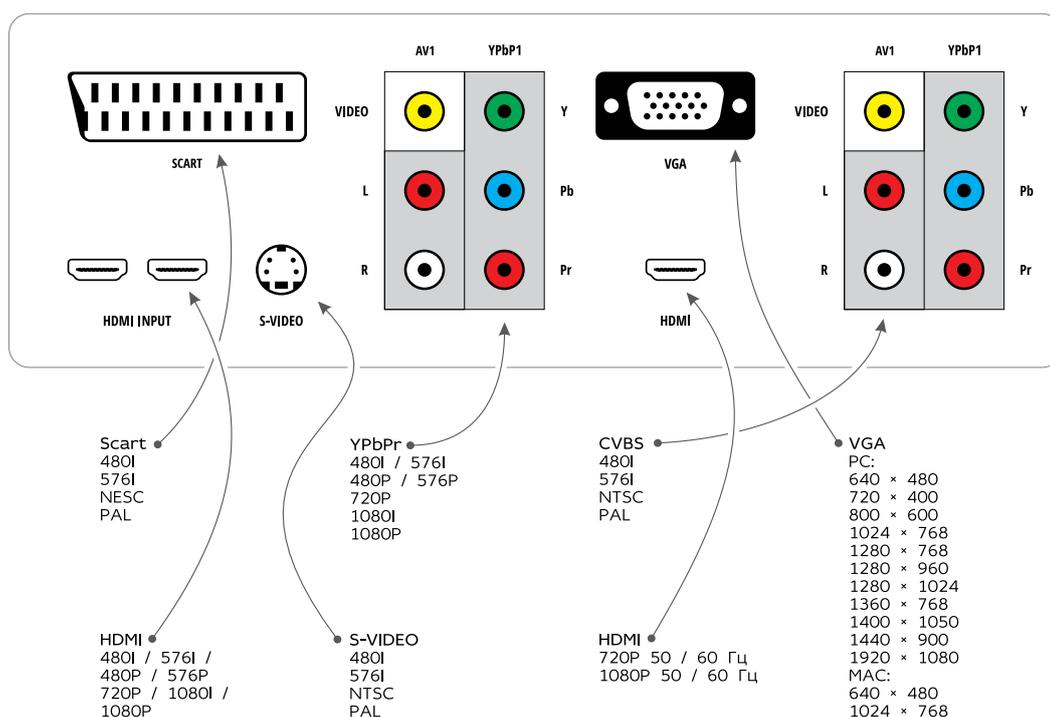 AV1 YPbP1 AV1 YPbP1
VIDEO Y VIDEO Y
SCART VGA
L Pb L Pb
R Pr R Pr
HDMI INPUT S-VIDEO HDMI
Scart
480I
576I
NESC
PAL
YPbPr
480I / 576I
480P / 576P
720P
1080I
1080P
CVBS
480I
576I
NTSC
PAL
VGA
PC:
640 × 480
720 × 400
800 × 600
1024 × 768
1280 × 768
1280 × 960
1280 × 1024
1360 × 768
1400 × 1050
1440 × 900
1920 × 1080
MAC:
640 × 480
1024 × 768
HDMI
480I / 576I /
480P / 576P
720P / 1080I /
1080P
S-VIDEO
480I
576I
NTSC
PAL
HDMI
720P 50 / 60 Гц
1080P 50 / 60 Гц